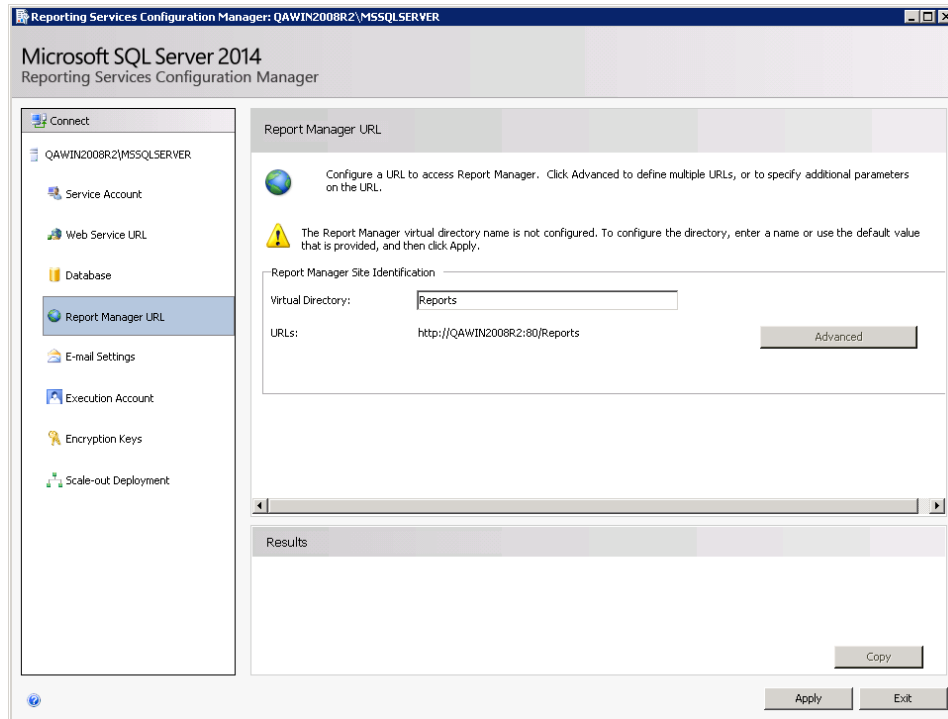 Reporting Services Configuration Manager: QAWIN2008R2\MSSQLSERVER
Microsoft SQL Server 2014
Reporting Services Configuration Manager
Connect
QAWIN2008R2\MSSQLSERVER
Service Account
Web Service URL
Database
Report Manager URL
E-mail Settings
Execution Account
Encryption Keys
Scale-out Deployment
Report Manager URL
Configure a URL to access Report Manager. Click Advanced to define multiple URLs, or to specify additional parameters
on the URL.
The Report Manager virtual directory name is not configured. To configure the directory, enter a name or use the default value
that is provided, and then click Apply.
Report Manager Site Identification
Virtual Directory:
Reports
URLs:
http://QAWIN2008R2:80/Reports
Advanced
Results
Copy
Apply
Exit